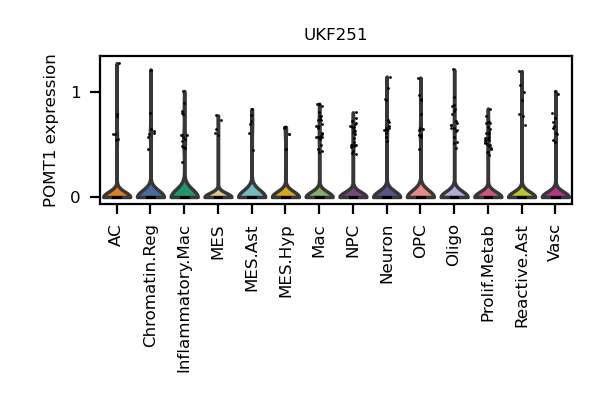 UKF251
POMT1 expression
1
0
AC
Chromatin.Reg
Inflammatory.Mac
MES
MES.Ast
MES.Hyp
Mac
NPC
Neuron
OPC
Oligo
Prolif.Metab
Reactive.Ast
Vasc